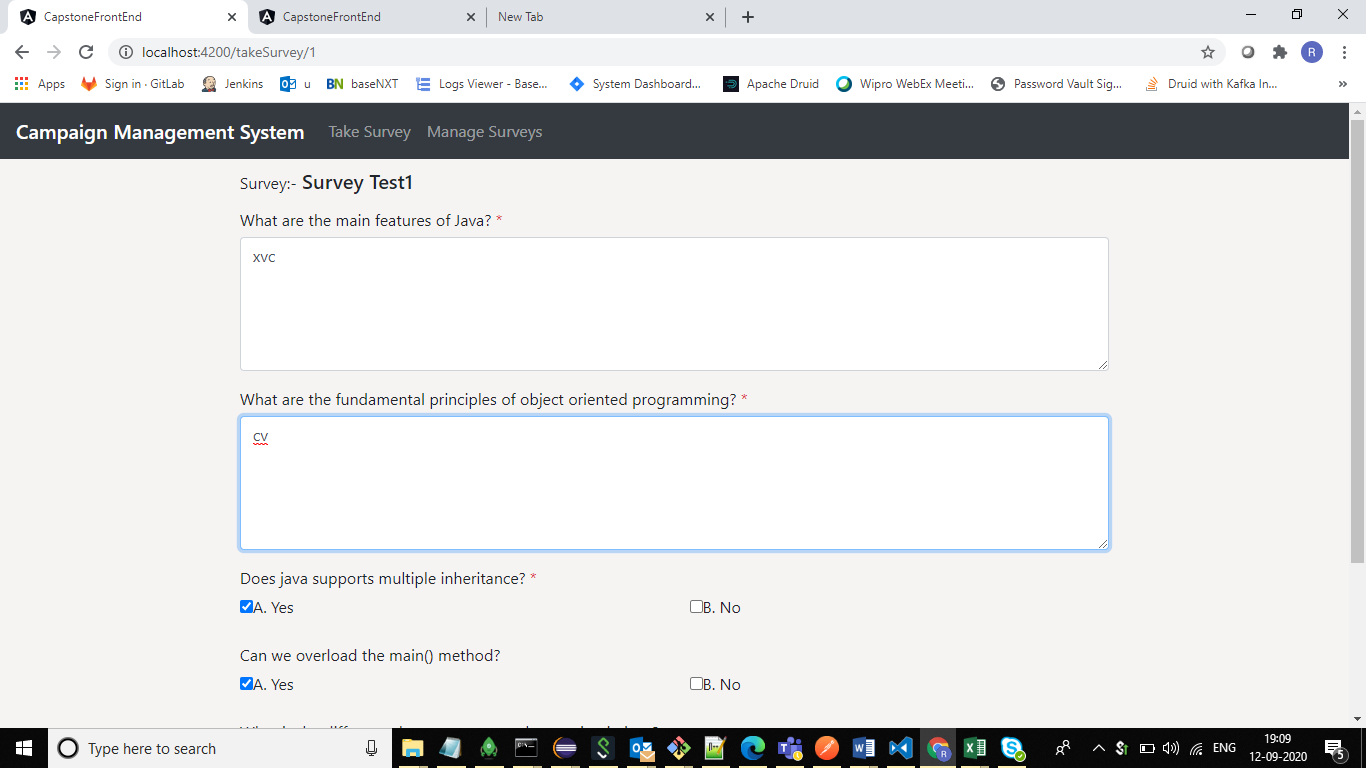 CapstoneFrontEnd CapstoneFrontEnd New Tab
localhost:4200/takeSurvey/1 R
Apps Sign in · GitLab Jenkins u BN baseNXT Logs Viewer - Base... System Dashboard... Apache Druid Wipro WebEx Meeti... Password Vault Sig... Druid with Kafka In... »
Campaign Management System Take Survey Manage Surveys
Survey:- Survey Test1
What are the main features of Java? *
xvc
What are the fundamental principles of object oriented programming? *
cv
Does java supports multiple inheritance? *
A. Yes B. No
Can we overload the main() method?
A. Yes B. No
Type here to search
ENG
19:09
12-09-2020
5